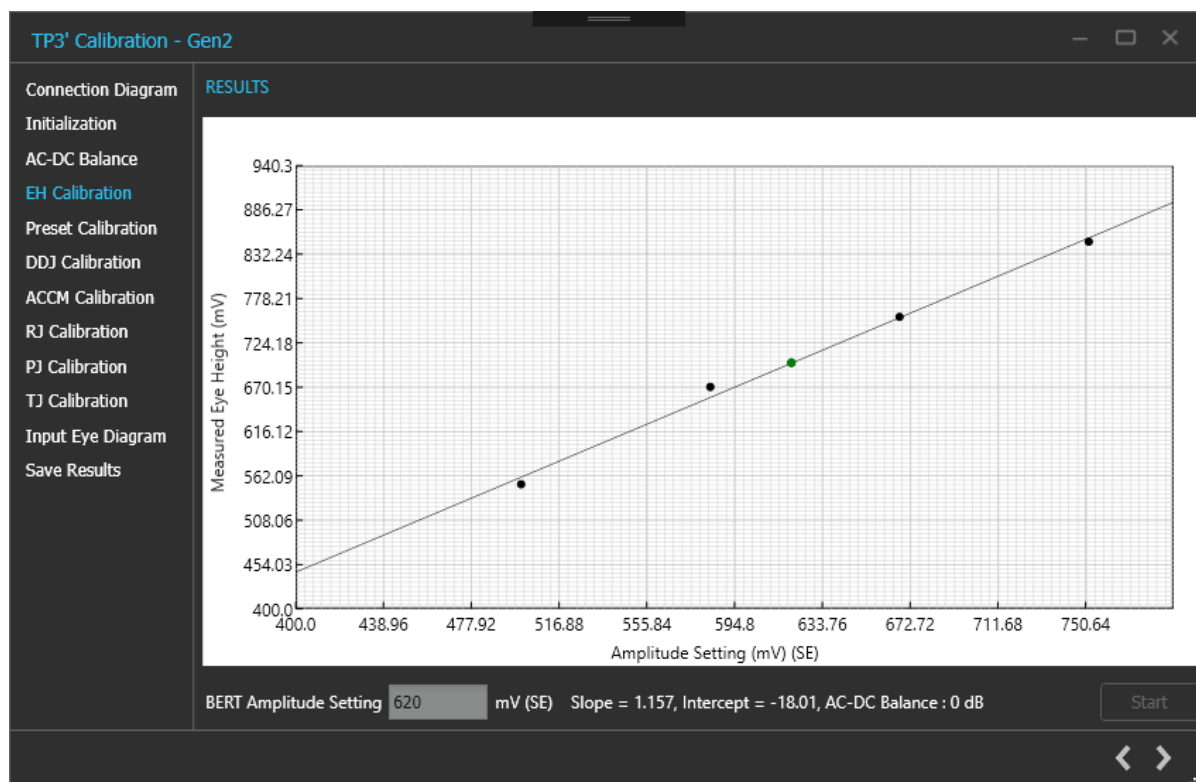 TP3' Calibration - Gen2
Connection Diagram
Initialization
AC-DC Balance
EH Calibration
Preset Calibration
DDJ Calibration
ACCM Calibration
RJ Calibration
PJ Calibration
TJ Calibration
Input Eye Diagram
Save Results
RESULTS
Measured Eye Height (mV)
940.3
886.27
832.24
778.21
724.18
670.15
616.12
562.09
508.06
454.03
400.0
400.0 438.96 477.92 516.88 555.84 594.8 633.76 672.72 711.68 750.64
Amplitude Setting (mV) (SE)
BERT Amplitude Setting 620 mV (SE) Slope = 1.157, Intercept = -18.01, AC-DC Balance : 0 dB Start